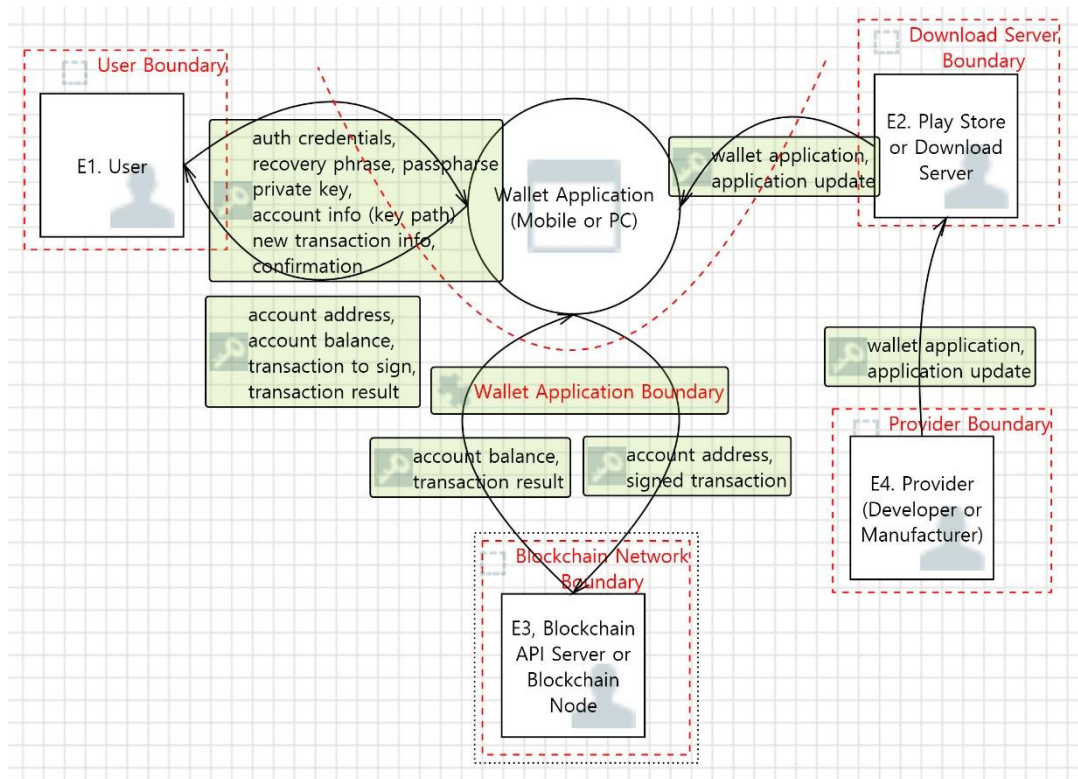 User Boundary
E1. User
auth credentials,
recovery phrase, passpharse
private key,
account info (key path)
new transaction info,
confirmation
account address,
account balance,
transaction to sign,
transaction result
Wallet Application
(Mobile or PC)
wallet application,
application update
Download Server
Boundary
E2. Play Store
or Download
Server
wallet application,
application update
Provider Boundary
E4. Provider
(Developer or
Manufacturer)
Wallet Application Boundary
account balance,
transaction result
account address,
signed transaction
Blockchain Network
Boundary
E3, Blockchain
API Server or
Blockchain
Node